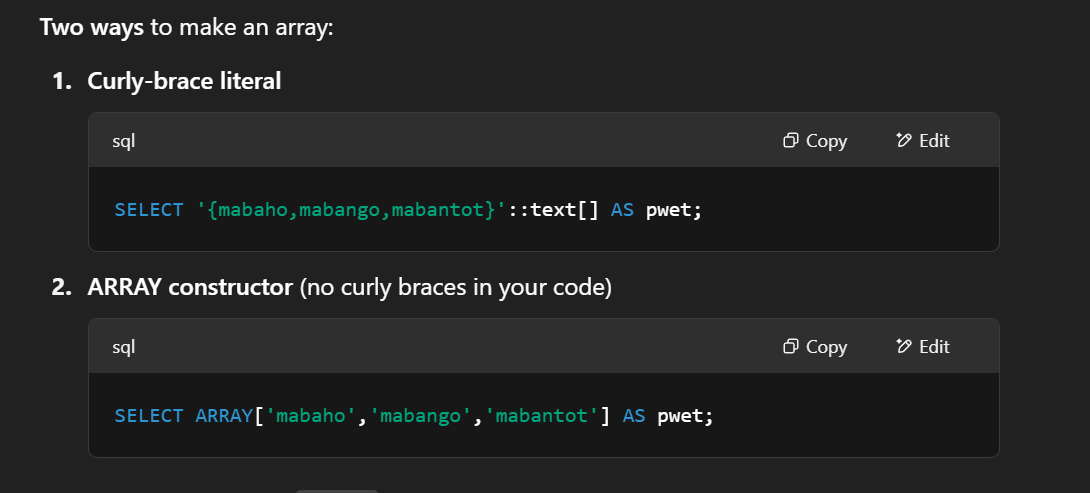 Two ways to make an array:
1. Curly-brace literal
sql Copy Edit
SELECT '{mabaho,mabango,mabantot}'::text[] AS pwet;
2. ARRAY constructor (no curly braces in your code)
sql Copy Edit
SELECT ARRAY['mabaho','mabango','mabantot'] AS pwet;